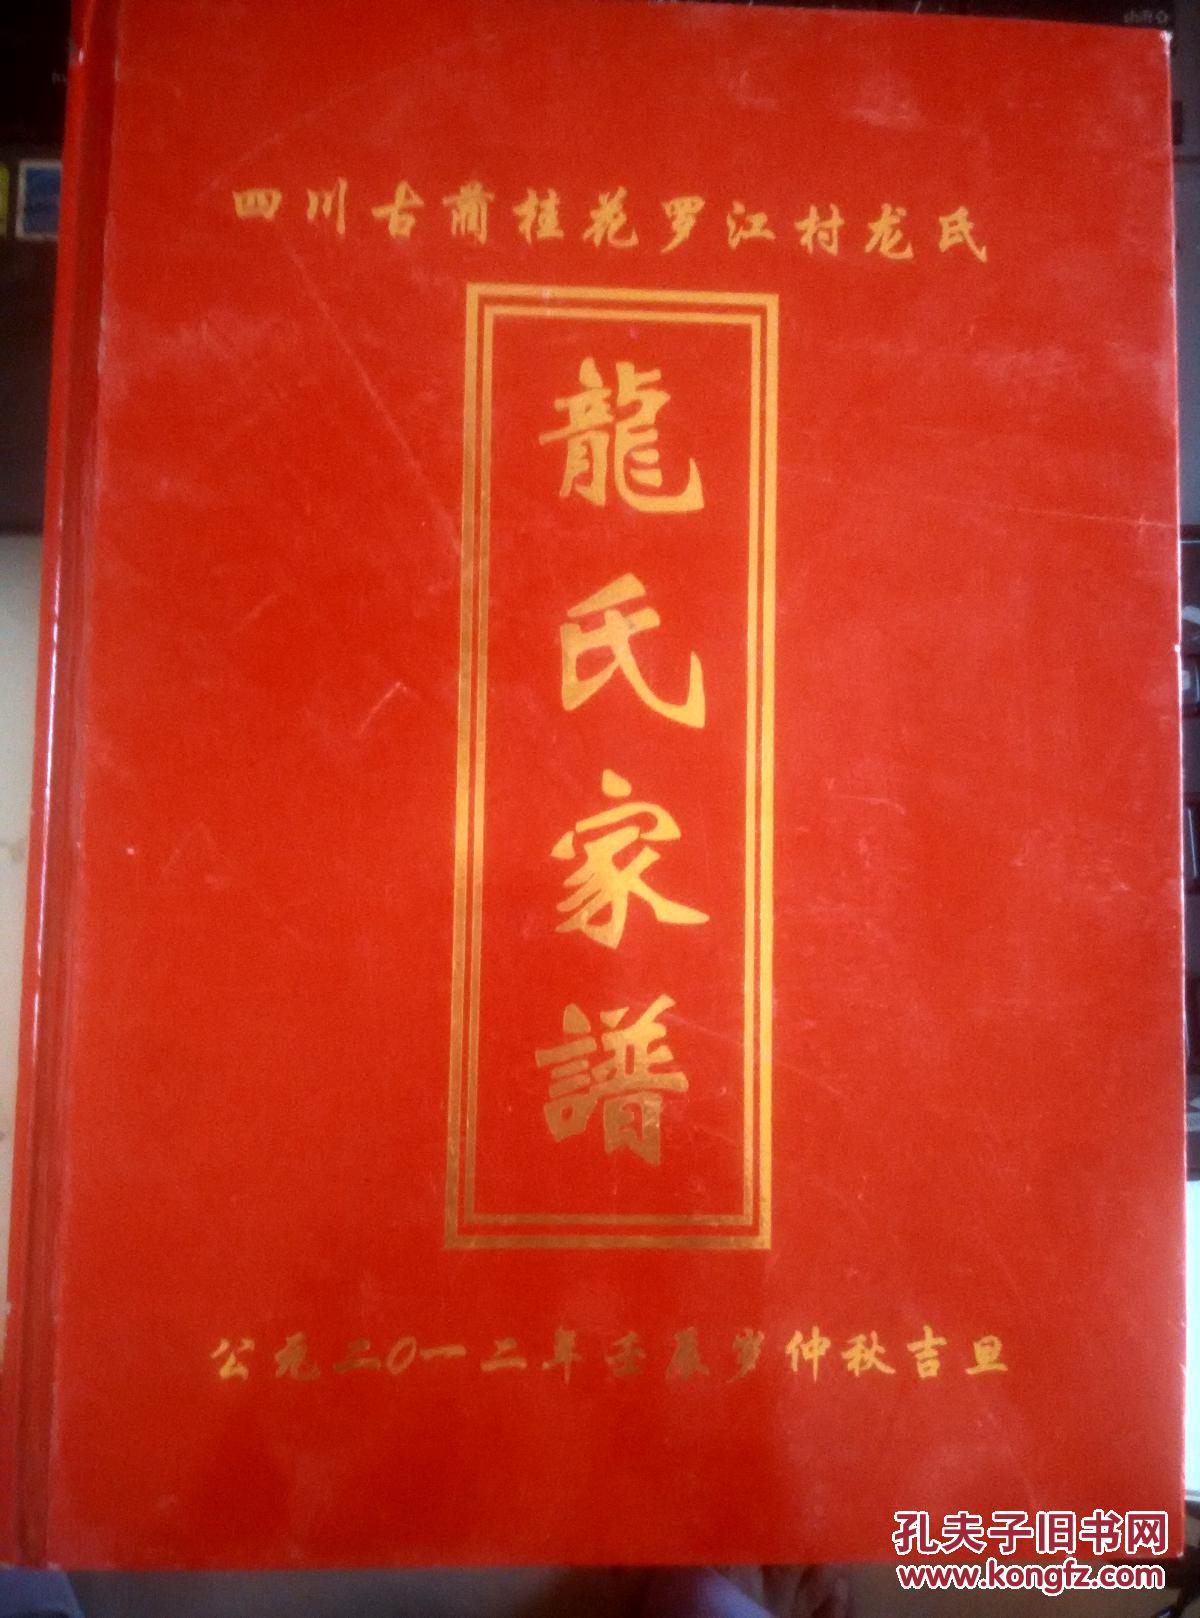 shift
四川古蔺桂花罗江村龙氏
龍
氏
家
譜
公元二0一二年壬辰岁仲秋吉旦
孔夫子旧书网
www.kongfz.com